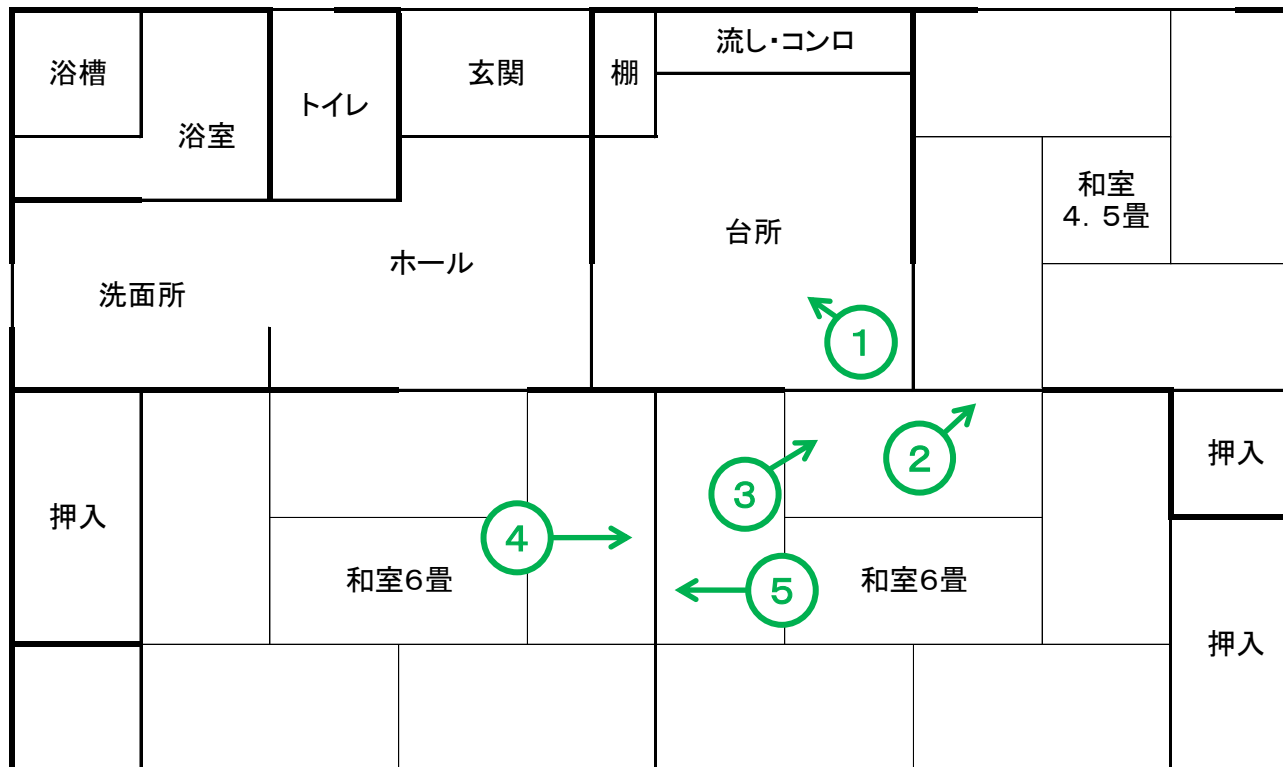 浴槽
浴室
トイレ
玄関
棚
流し・コンロ
台所
和室
４．５畳
洗面所
ホール
①
②
③
④
⑤
押入
和室６畳
和室６畳
押入
押入